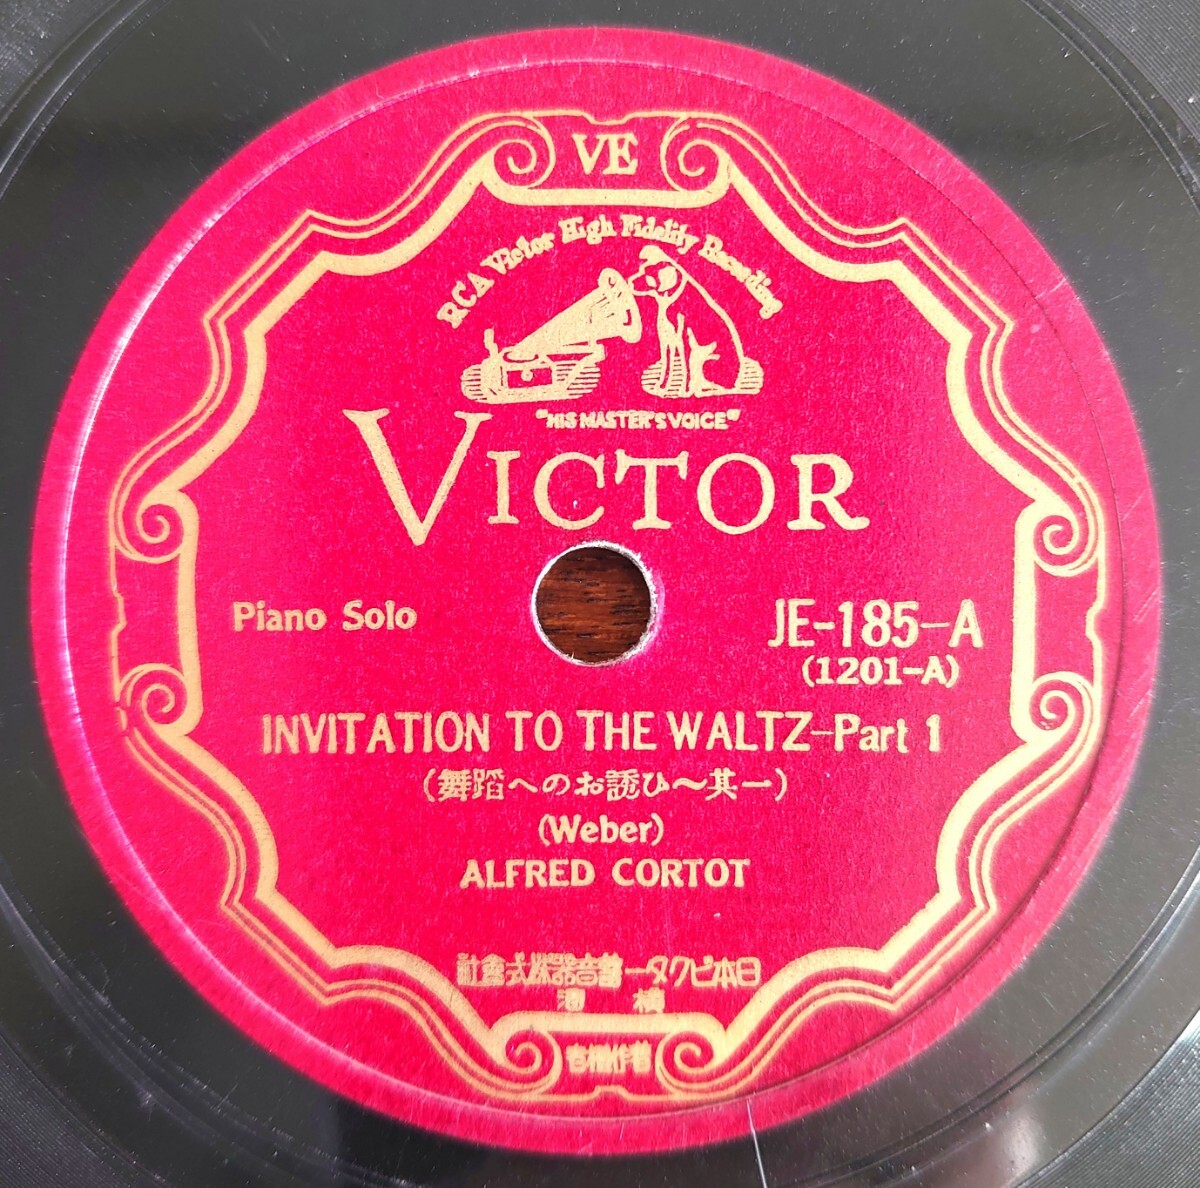 VE
RCA Victor High Fidelity Recording
"HIS MASTER'S VOICE"
VICTOR
Piano Solo
JE-185-A
(1201-A)
INVITATION TO THE WALTZ-Part 1
(舞蹈へのお誘ひ〜其一)
(Weber)
ALFRED CORTOT
社會式株器音蓄ータクビ本日
濱 横